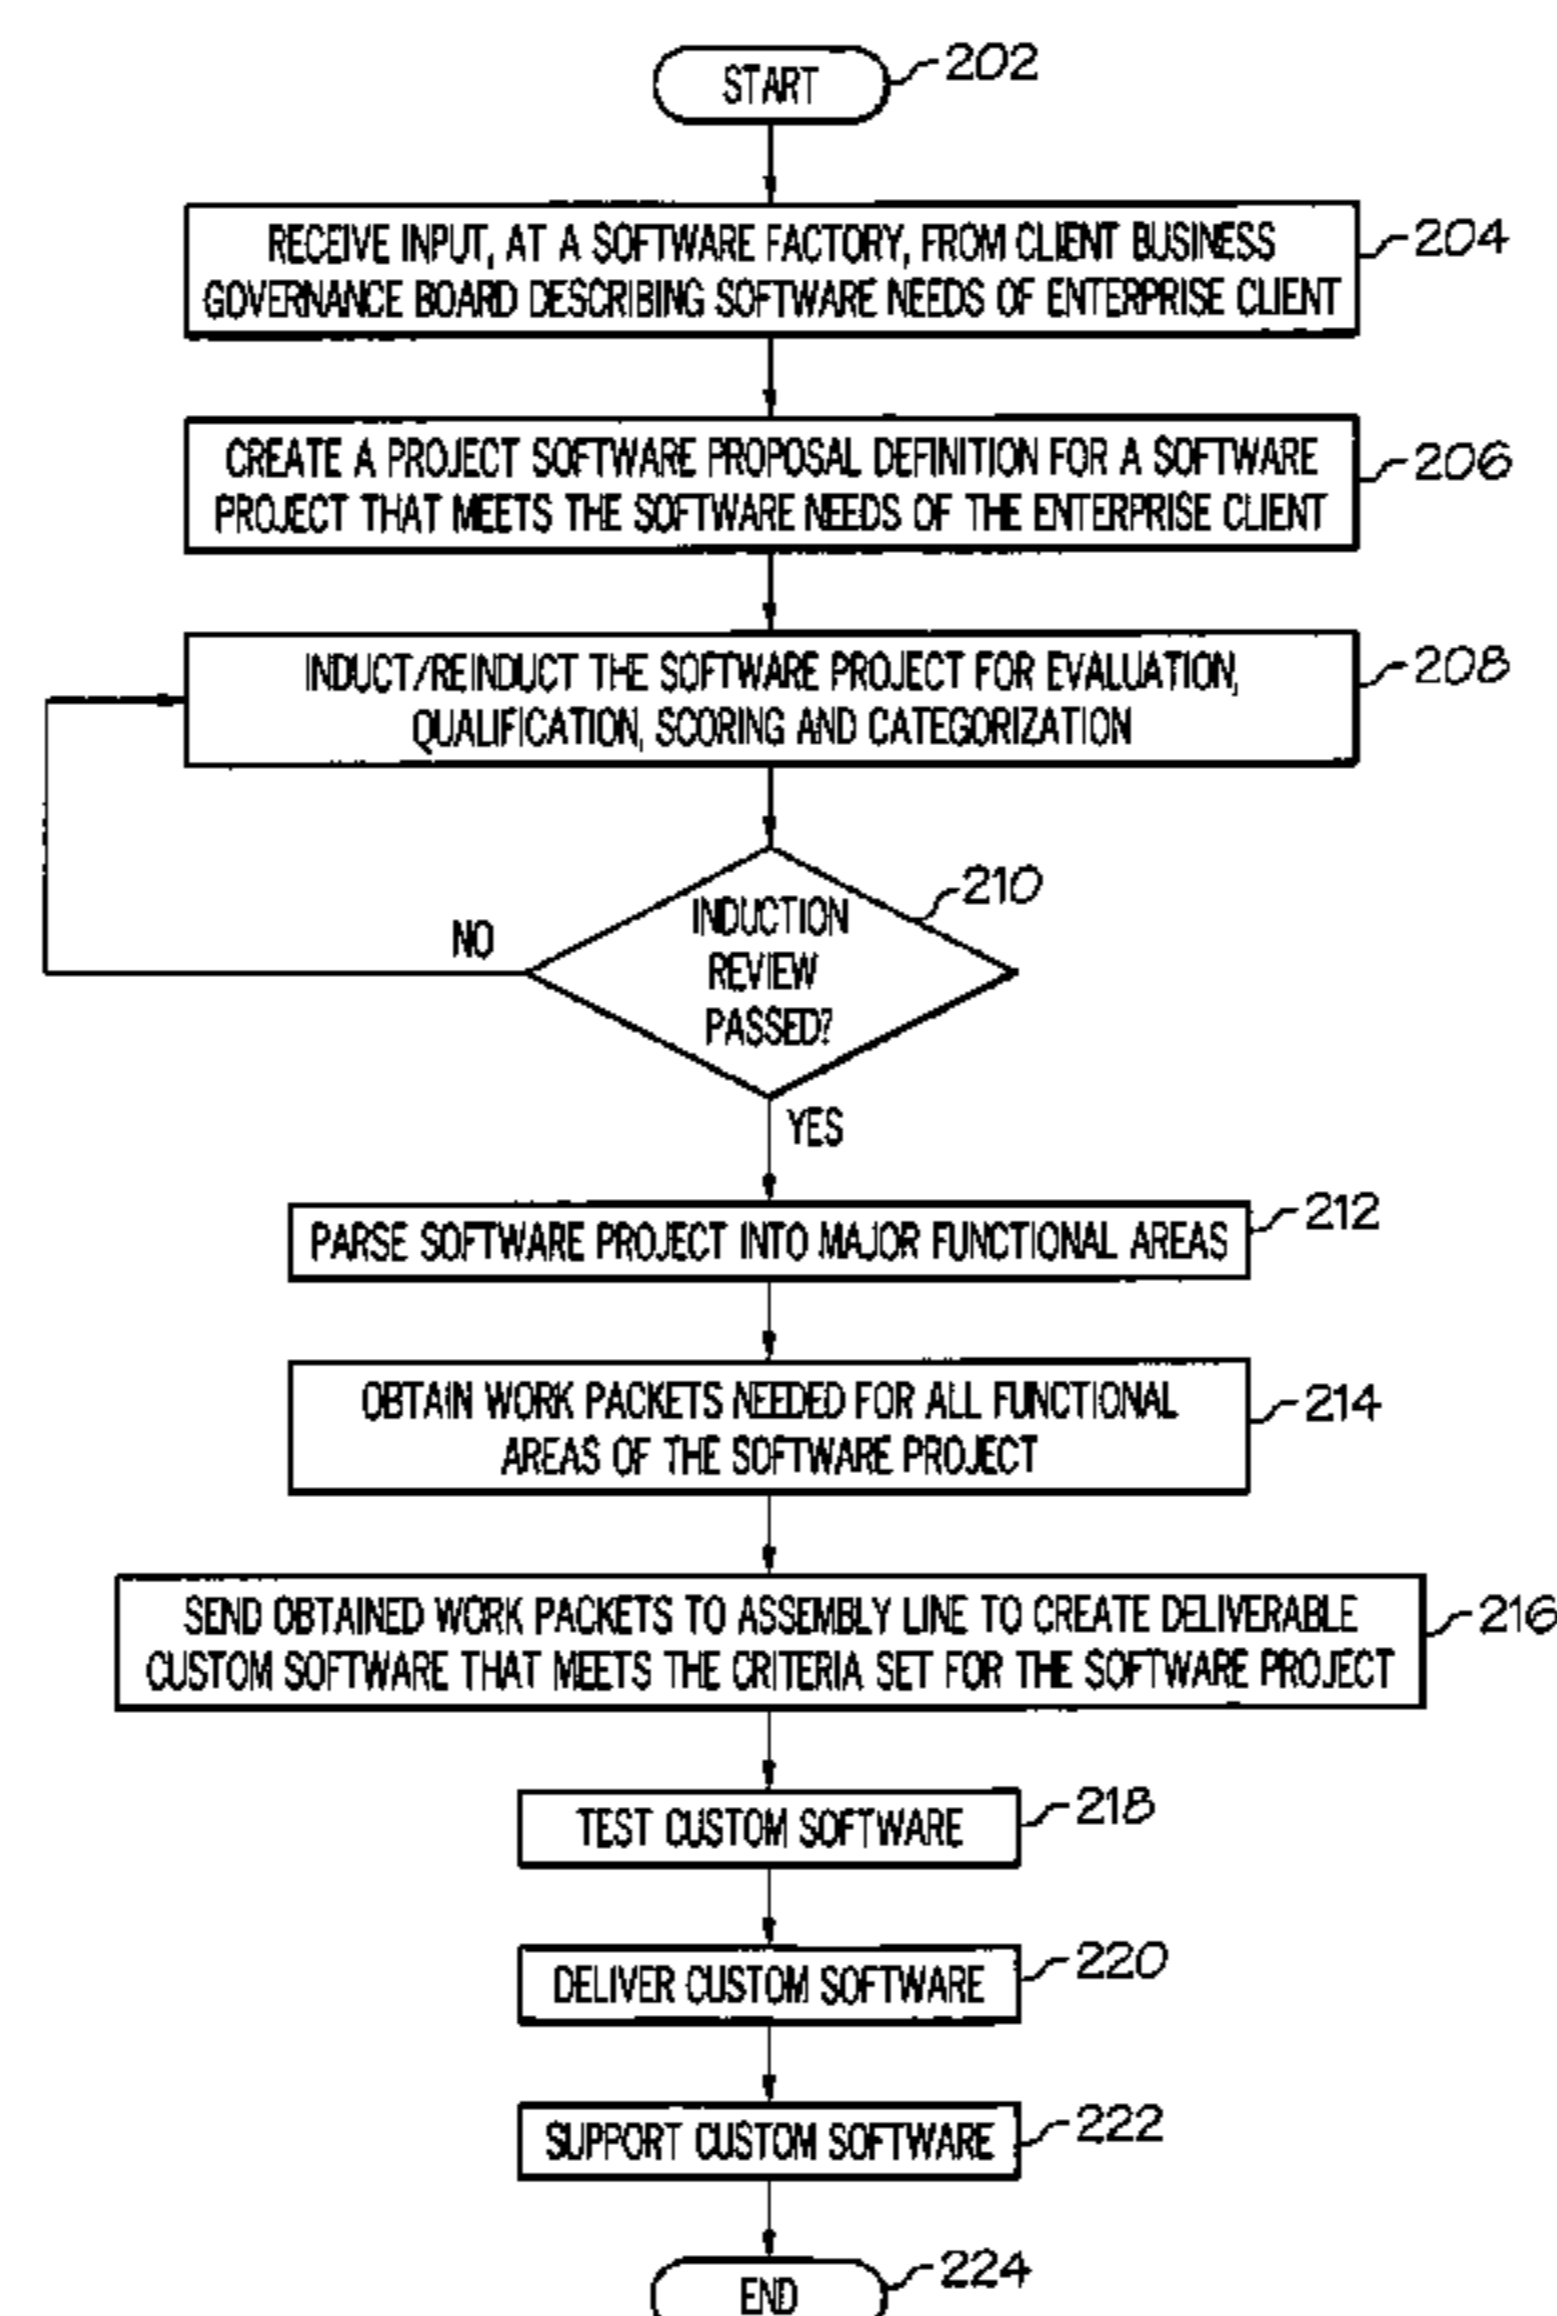 START
202
RECEIVE INPUT, AT A SOFTWARE FACTORY, FROM CLIENT BUSINESS
GOVERNANCE BOARD DESCRIBING SOFTWARE NEEDS OF ENTERPRISE CLIENT
204
CREATE A PROJECT SOFTWARE PROPOSAL DEFINITION FOR A SOFTWARE
PROJECT THAT MEETS THE SOFTWARE NEEDS OF THE ENTERPRISE CLIENT
206
INDUCT/REINDUCT THE SOFTWARE PROJECT FOR EVALUATION,
QUALIFICATION, SCORING AND CATEGORIZATION
208
INDUCTION
REVIEW
PASSED?
210
NO
YES
PARSE SOFTWARE PROJECT INTO MAJOR FUNCTIONAL AREAS
212
OBTAIN WORK PACKETS NEEDED FOR ALL FUNCTIONAL
AREAS OF THE SOFTWARE PROJECT
214
SEND OBTAINED WORK PACKETS TO ASSEMBLY LINE TO CREATE DELIVERABLE
CUSTOM SOFTWARE THAT MEETS THE CRITERIA SET FOR THE SOFTWARE PROJECT
216
TEST CUSTOM SOFTWARE
218
DELIVER CUSTOM SOFTWARE
220
SUPPORT CUSTOM SOFTWARE
222
END
224